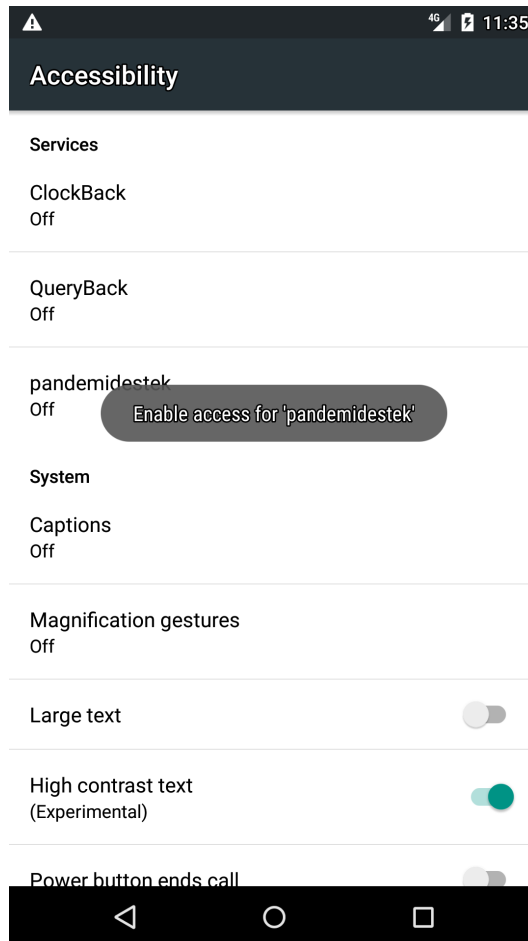 4G 11:35
Accessibility
Services
ClockBack
Off
QueryBack
Off
pandemidestek
Off
Enable access for 'pandemidestek'
System
Captions
Off
Magnification gestures
Off
Large text
High contrast text
(Experimental)
Power button ends call